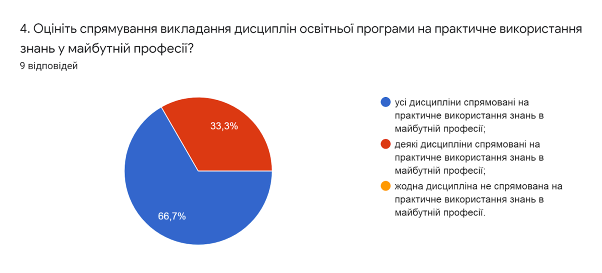 4. Оцініть спрямування викладання дисциплін освітньої програми на практичне використання
знань у майбутній професії?
9 відповідей
33,3%
66,7%
усі дисципліни спрямовані на
практичне використання знань в
майбутній професії;
деякі дисципліни спрямовані на
практичне використання знань в
майбутній професії;
жодна дисципліна не спрямована на
практичне використання знань в
майбутній професії.